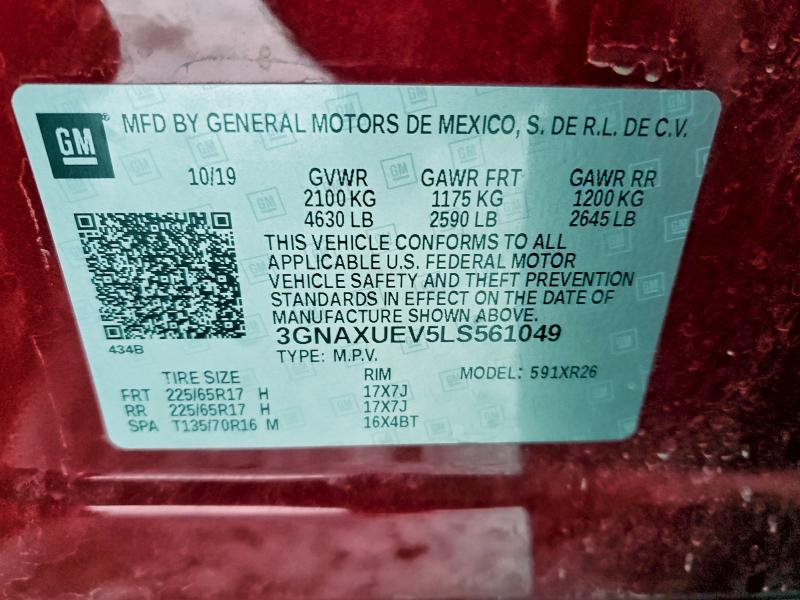 GM MFD BY GENERAL MOTORS DE MEXICO, S. DE R.L. DE C.V.
10/19 GVWR GAWR FRT GAWR RR
2100 KG 1175 KG 1200 KG
4630 LB 2590 LB 2645 LB
THIS VEHICLE CONFORMS TO ALL
APPLICABLE U.S. FEDERAL MOTOR
VEHICLE SAFETY AND THEFT PREVENTION
STANDARDS IN EFFECT ON THE DATE OF
MANUFACTURE SHOWN ABOVE.
3GNAXUEV5LS561049
434B
TYPE: M.P.V.
TIRE SIZE RIM MODEL: 591XR26
FRT 225/65R17 H 17X7J
RR 225/65R17 H 17X7J
SPA T135/70R16 M 16X4BT